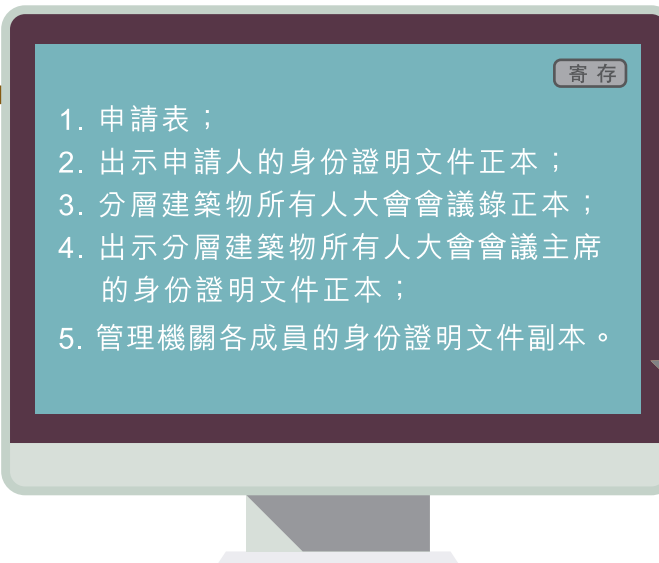 寄存
1. 申請表；
2. 出示申請人的身份證明文件正本；
3. 分層建築物所有人大會會議錄正本；
4. 出示分層建築物所有人大會會議主席
的身份證明文件正本；
5. 管理機關各成員的身份證明文件副本。